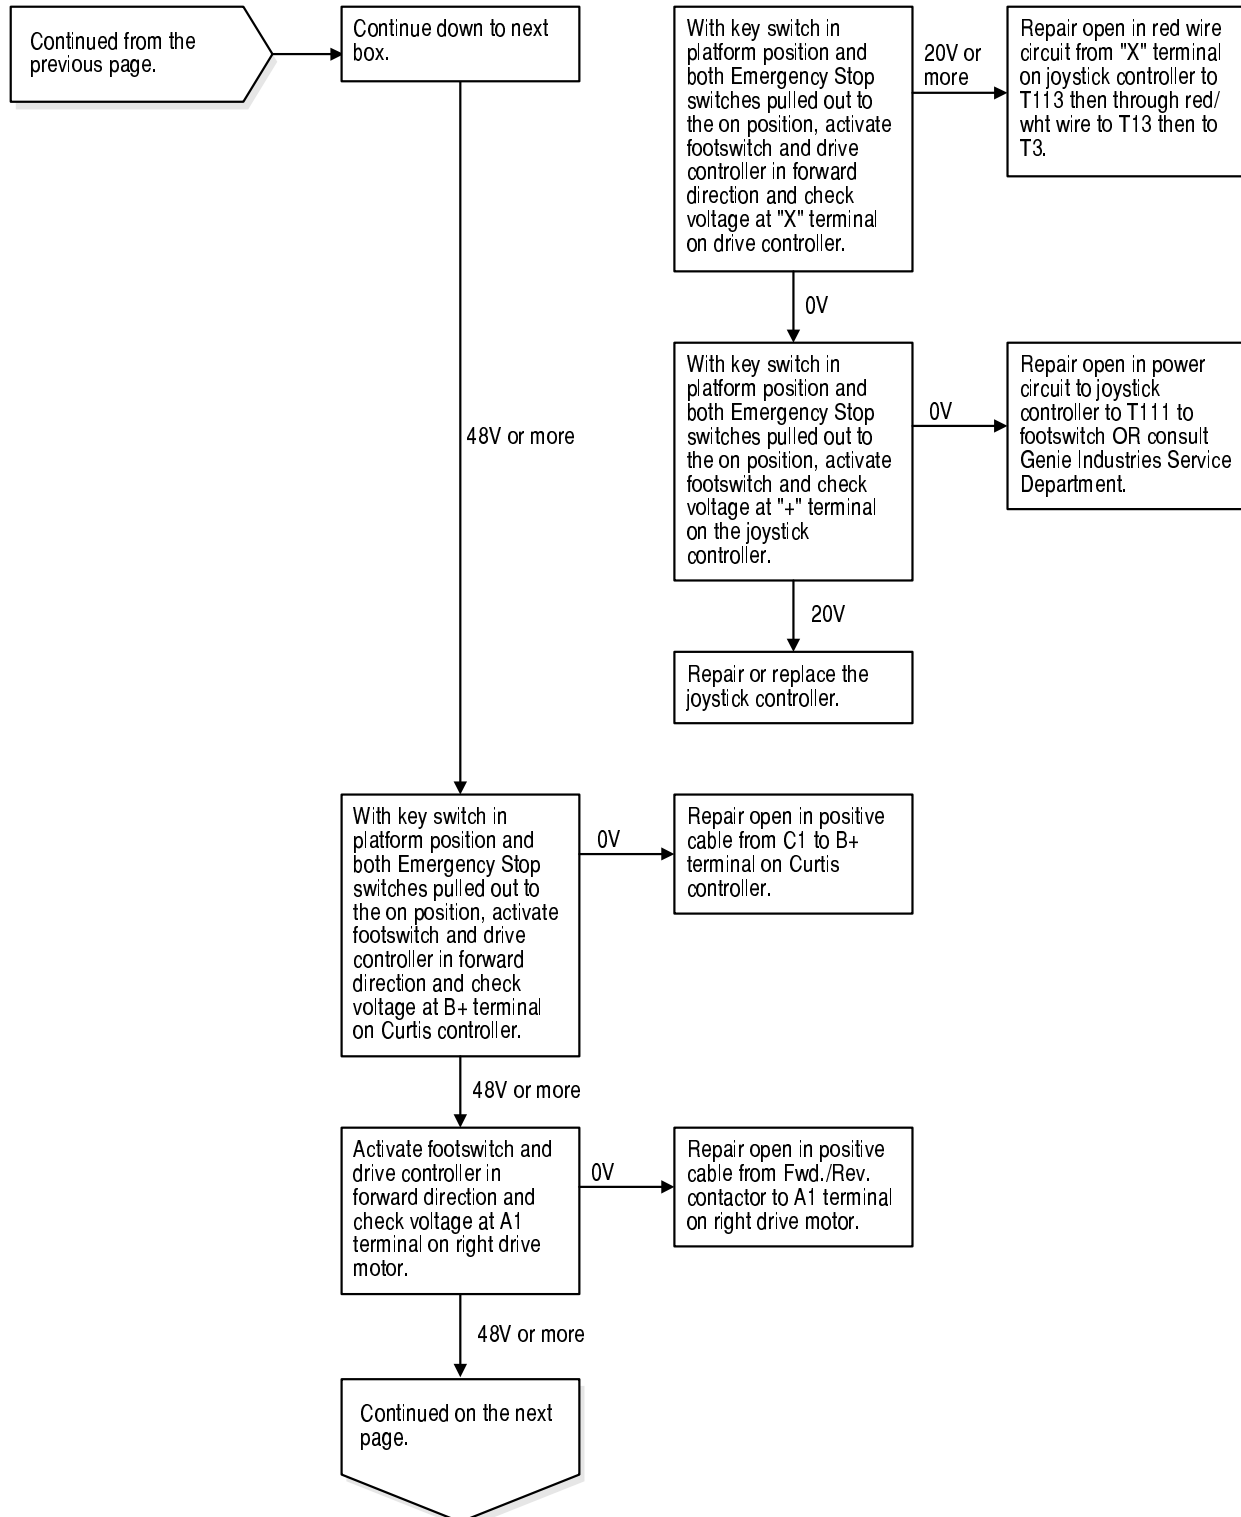 Continued from the
previous page.
Continue down to next
box.
48V or more
With key switch in
platform position and
both Emergency Stop
switches pulled out to
the on position, activate
footswitch and drive
controller in forward
direction and check
voltage at "X" terminal
on drive controller.
20V or
more
Repair open in red wire
circuit from "X" terminal
on joystick controller to
T113 then through red/
wht wire to T13 then to
T3.
0V
With key switch in
platform position and
both Emergency Stop
switches pulled out to
the on position, activate
footswitch and check
voltage at "+" terminal
on the joystick
controller.
0V
Repair open in power
circuit to joystick
controller to T111 to
footswitch OR consult
Genie Industries Service
Department.
20V
Repair or replace the
joystick controller.
With key switch in
platform position and
both Emergency Stop
switches pulled out to
the on position, activate
footswitch and drive
controller in forward
direction and check
voltage at B+ terminal
on Curtis controller.
0V
Repair open in positive
cable from C1 to B+
terminal on Curtis
controller.
48V or more
Activate footswitch and
drive controller in
forward direction and
check voltage at A1
terminal on right drive
motor.
0V
Repair open in positive
cable from Fwd./Rev.
contactor to A1 terminal
on right drive motor.
48V or more
Continued on the next
page.